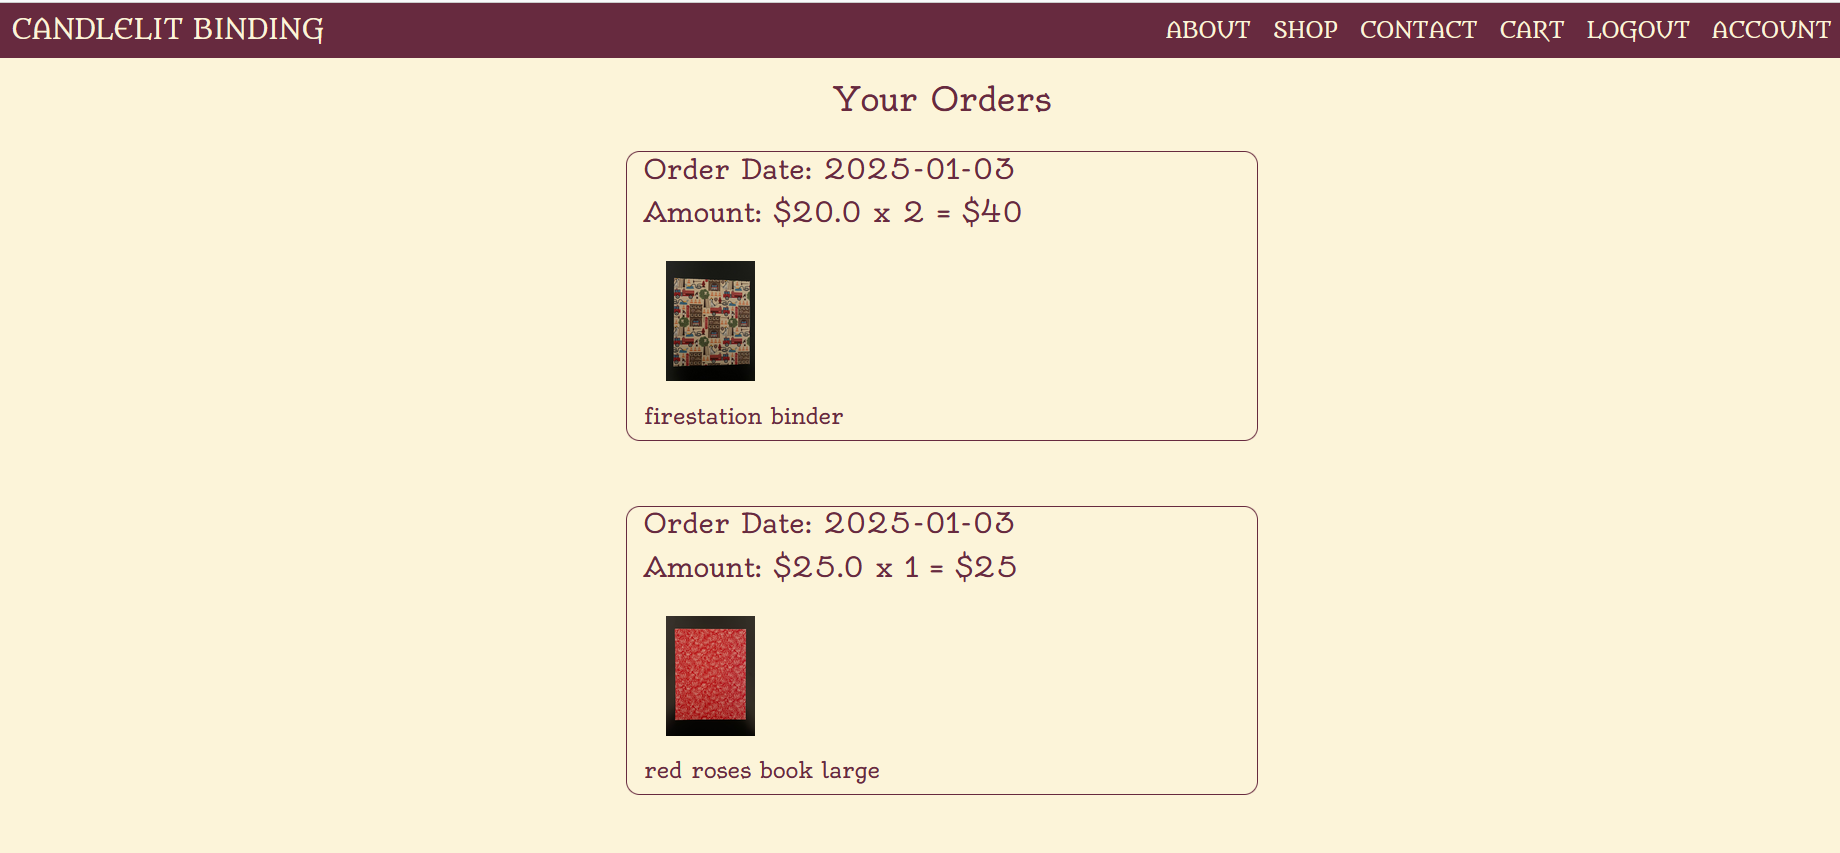 CANDLELIT BINDING
ABOUT SHOP CONTACT CART LOGOUT ACCOUNT
Your Orders
Order Date: 2025-01-03
Amount: $20.0 x 2 = $40
firestation binder
Order Date: 2025-01-03
Amount: $25.0 x 1 = $25
red roses book large